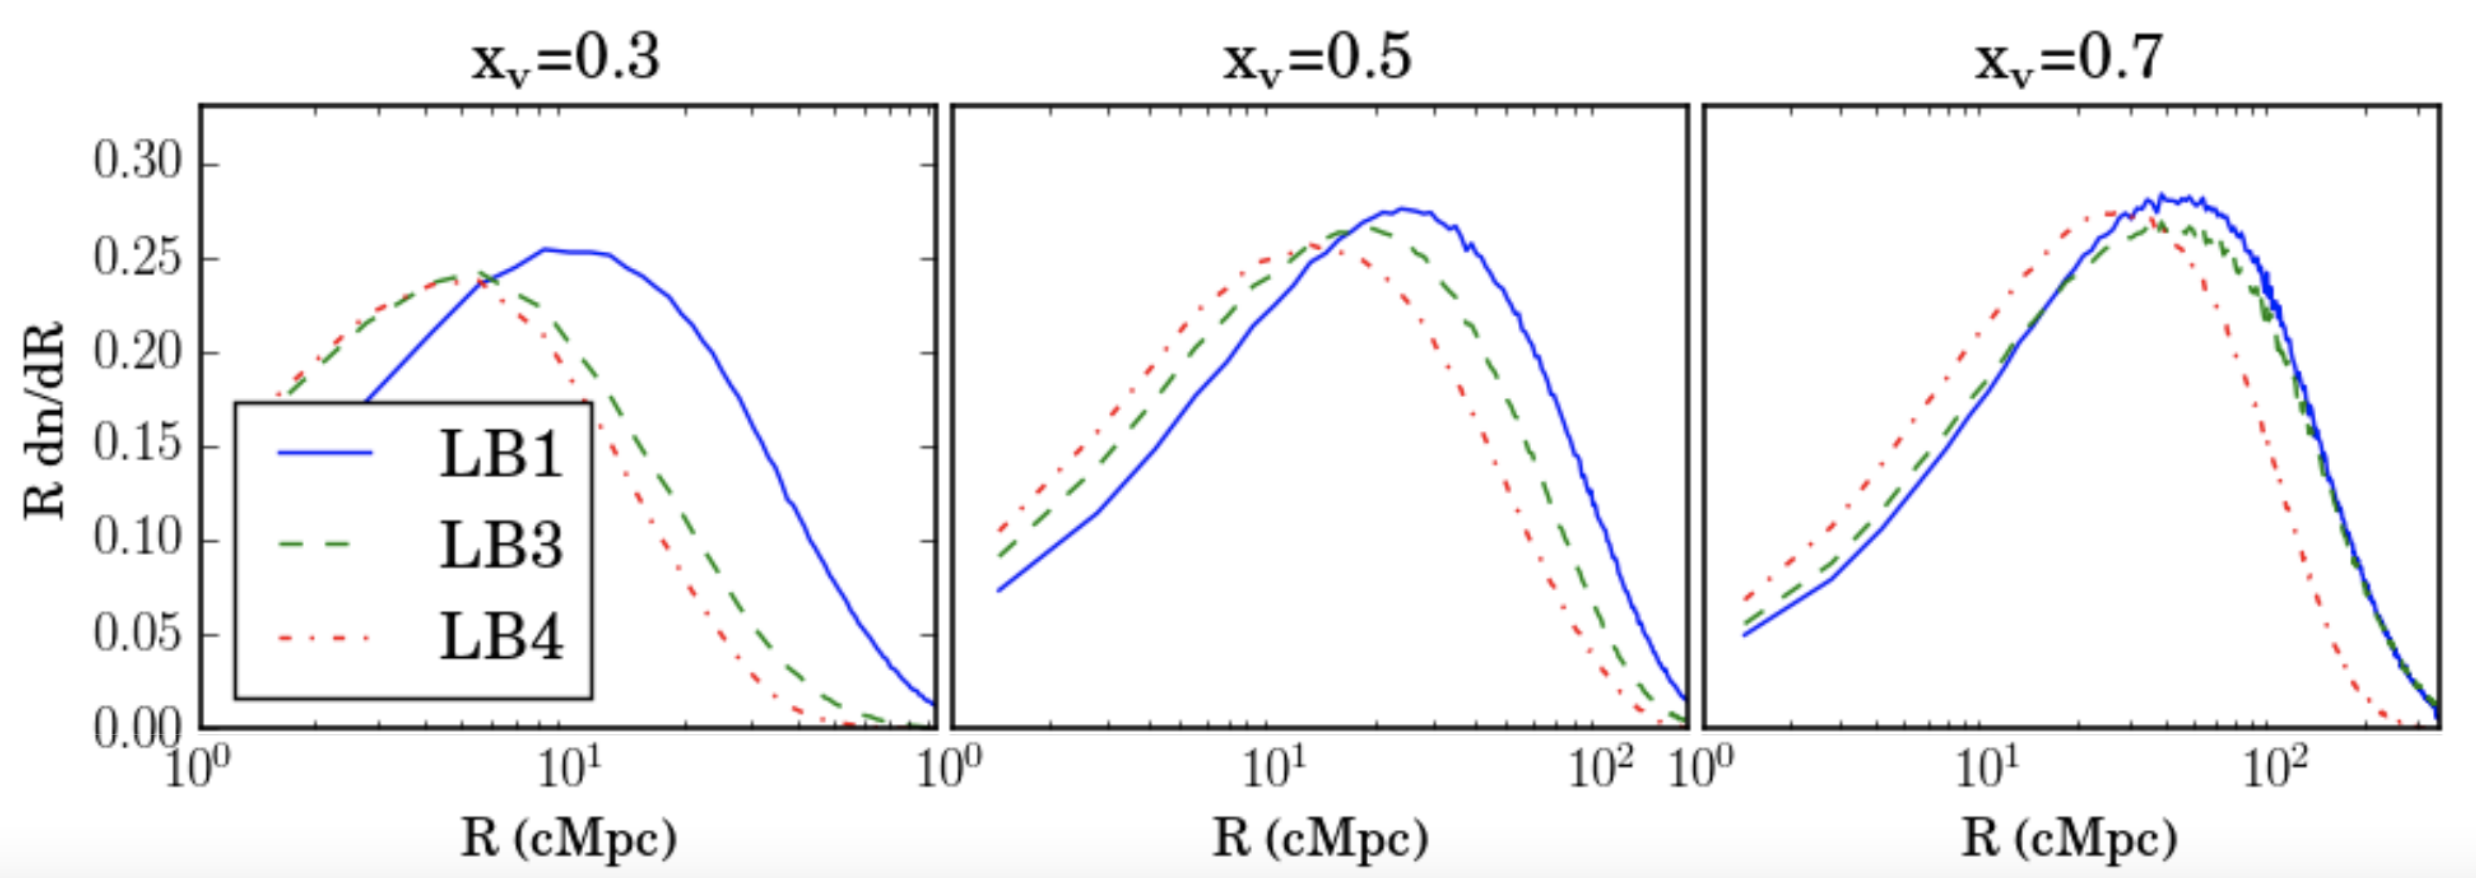 x_v=0.3 x_v=0.5 x_v=0.7
0.30
0.25
0.20
0.15
0.10
0.05
0.00
R dn/dR
LB1
LB3
LB4
10^0 10^1 10^0 10^1 10^2 10^0 10^1 10^2
R (cMpc) R (cMpc) R (cMpc)